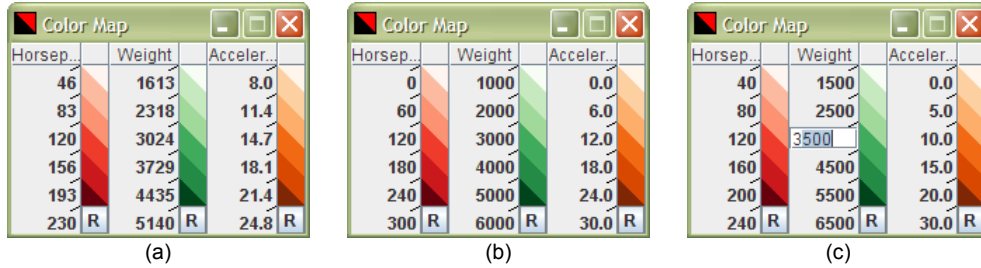 Color Map Color Map Color Map
Horsep... Weight Acceler... Horsep... Weight Acceler... Horsep... Weight Acceler...
46 1613 8.0 0 1000 0.0 40 1500 0.0
83 2318 11.4 60 2000 6.0 80 2500 5.0
120 3024 14.7 120 3000 12.0 120 3500 10.0
156 3729 18.1 180 4000 18.0 160 4500 15.0
193 4435 21.4 240 5000 24.0 200 5500 20.0
230 R 5140 R 24.8 R 300 R 6000 R 30.0 R 240 R 6500 R 30.0 R
(a) (b) (c)